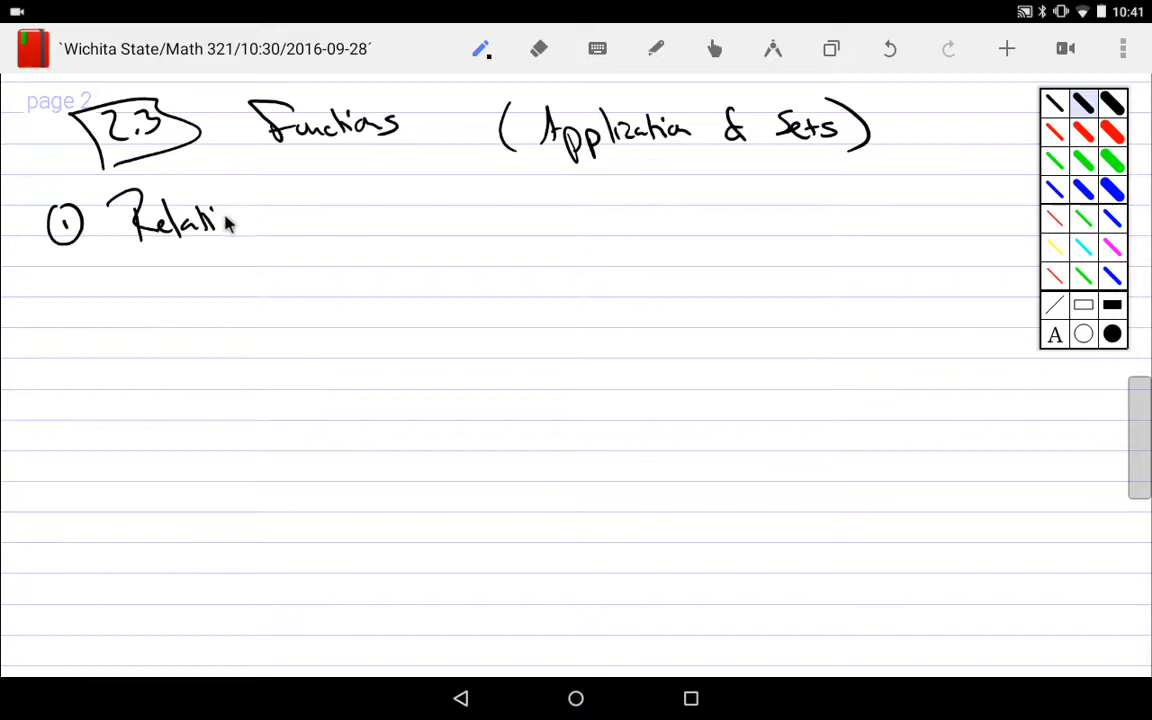 10:41
`Wichita State/Math 321/10:30/2016-09-28´
page 2
2.3 Functions (Application & Sets)
① Relati
A